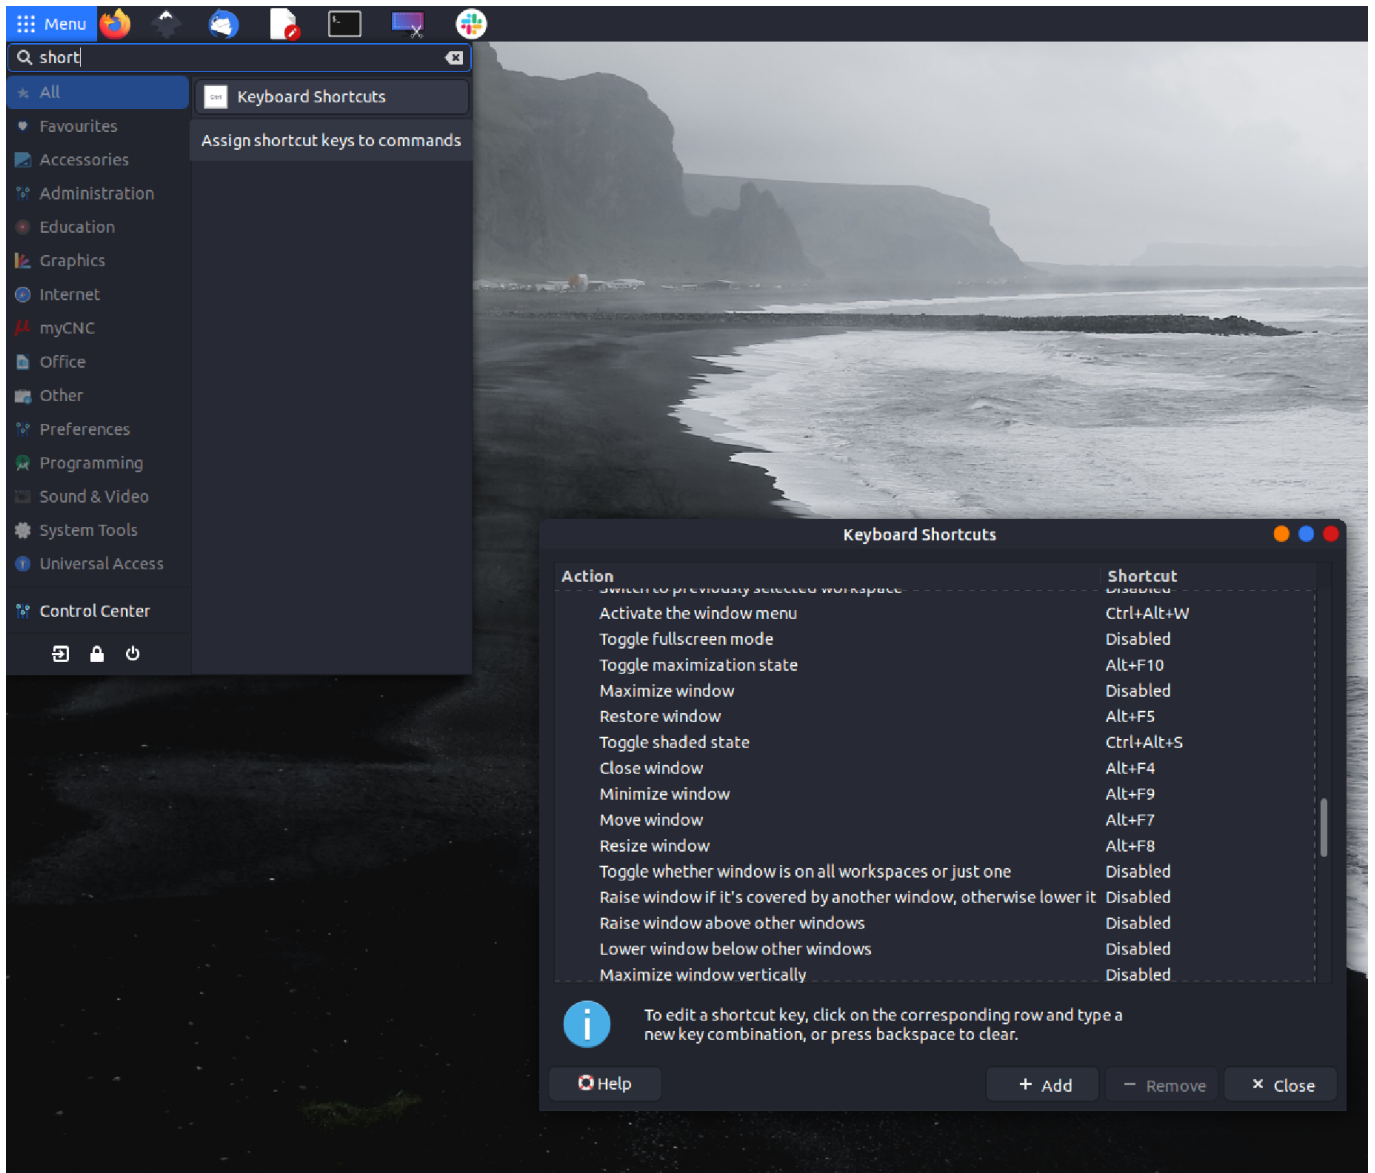 Menu
short
All
Favourites
Accessories
Administration
Education
Graphics
Internet
myCNC
Office
Other
Preferences
Programming
Sound & Video
System Tools
Universal Access
Control Center
Keyboard Shortcuts
Assign shortcut keys to commands
Keyboard Shortcuts
Action Shortcut
Switch to previously selected workspace Disabled
Activate the window menu Ctrl+Alt+W
Toggle fullscreen mode Disabled
Toggle maximization state Alt+F10
Maximize window Disabled
Restore window Alt+F5
Toggle shaded state Ctrl+Alt+S
Close window Alt+F4
Minimize window Alt+F9
Move window Alt+F7
Resize window Alt+F8
Toggle whether window is on all workspaces or just one Disabled
Raise window if it's covered by another window, otherwise lower it Disabled
Raise window above other windows Disabled
Lower window below other windows Disabled
Maximize window vertically Disabled
To edit a shortcut key, click on the corresponding row and type a
new key combination, or press backspace to clear.
Help + Add − Remove × Close